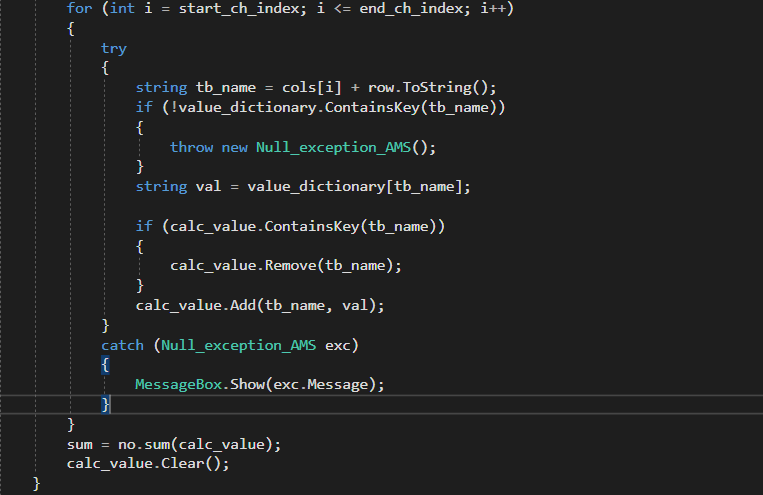 for (int i = start_ch_index; i <= end_ch_index; i++)
{
try
{
string tb_name = cols[i] + row.ToString();
if (!value_dictionary.ContainsKey(tb_name))
{
throw new Null_exception_AMS();
}
string val = value_dictionary[tb_name];
if (calc_value.ContainsKey(tb_name))
{
calc_value.Remove(tb_name);
}
calc_value.Add(tb_name, val);
}
catch (Null_exception_AMS exc)
{
MessageBox.Show(exc.Message);
}
}
sum = no.sum(calc_value);
calc_value.Clear();
}